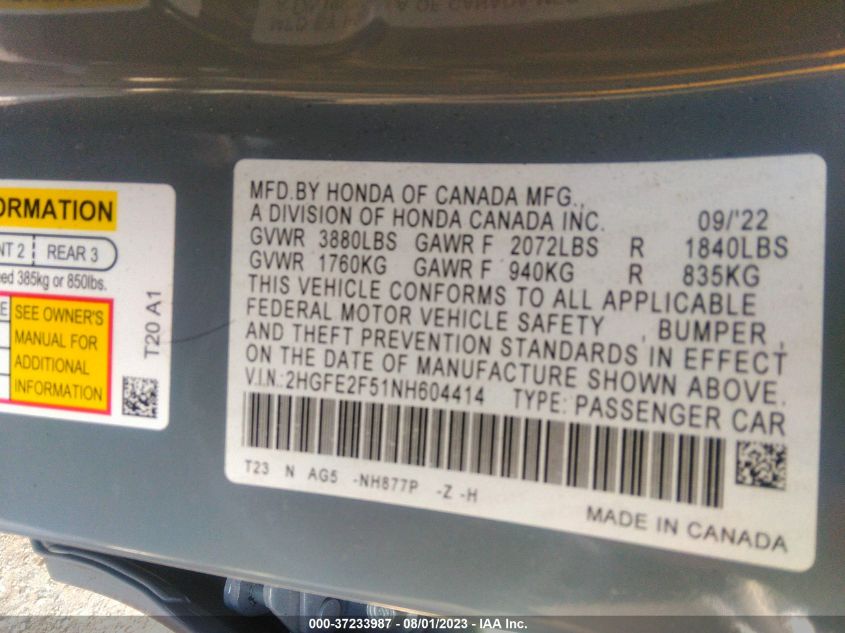 ORMATION
NT 2 REAR 3
ed 385kg or 850lbs.
SEE OWNER'S
MANUAL FOR
ADDITIONAL
INFORMATION
T20 A1
MFD.BY HONDA OF CANADA MFG.,
A DIVISION OF HONDA CANADA INC. 09/'22
GVWR 3880LBS GAWR F 2072LBS R 1840LBS
GVWR 1760KG GAWR F 940KG R 835KG
THIS VEHICLE CONFORMS TO ALL APPLICABLE
FEDERAL MOTOR VEHICLE SAFETY , BUMPER ,
AND THEFT PREVENTION STANDARDS IN EFFECT
ON THE DATE OF MANUFACTURE SHOWN ABOVE.
V.I.N.:2HGFE2F51NH604414 TYPE: PASSENGER CAR
T23 N AG5 -NH877P -Z -H
MADE IN CANADA
000-37233987 - 08/01/2023 - IAA Inc.